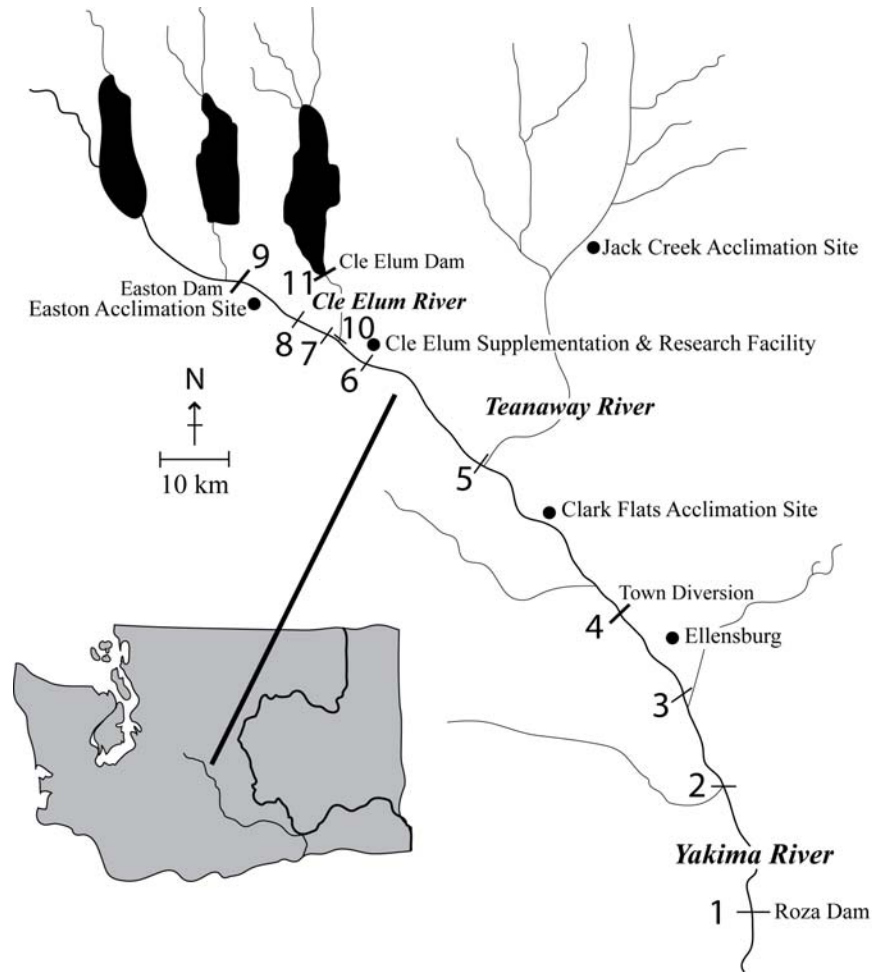 9
Cle Elum Dam
Jack Creek Acclimation Site
11
Easton Dam
Cle Elum River
Easton Acclimation Site
10
8
7
Cle Elum Supplementation & Research Facility
6
N
Teanaway River
5
10 km
Clark Flats Acclimation Site
Town Diversion
4
Ellensburg
3
2
Yakima River
1
Roza Dam